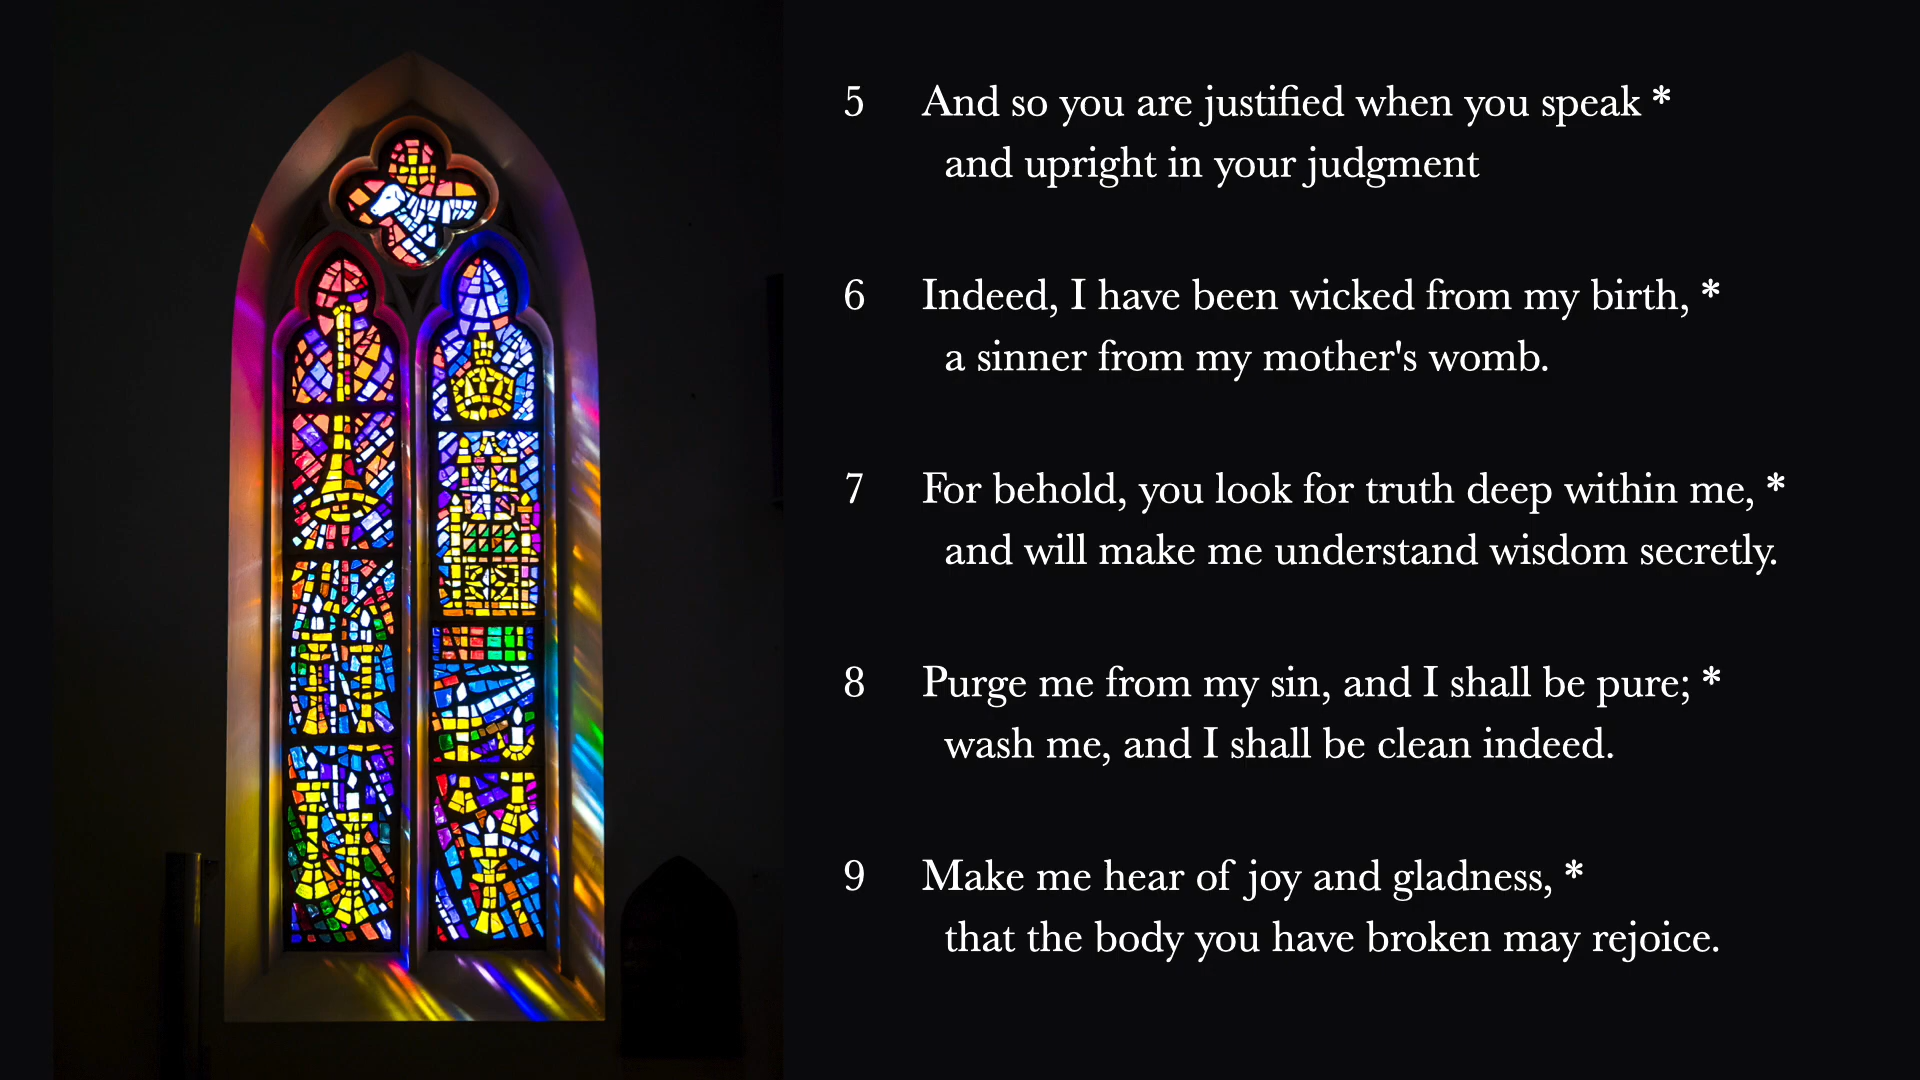 5 And so you are justified when you speak *
and upright in your judgment
6 Indeed, I have been wicked from my birth, *
a sinner from my mother's womb.
7 For behold, you look for truth deep within me, *
and will make me understand wisdom secretly.
8 Purge me from my sin, and I shall be pure; *
wash me, and I shall be clean indeed.
9 Make me hear of joy and gladness, *
that the body you have broken may rejoice.